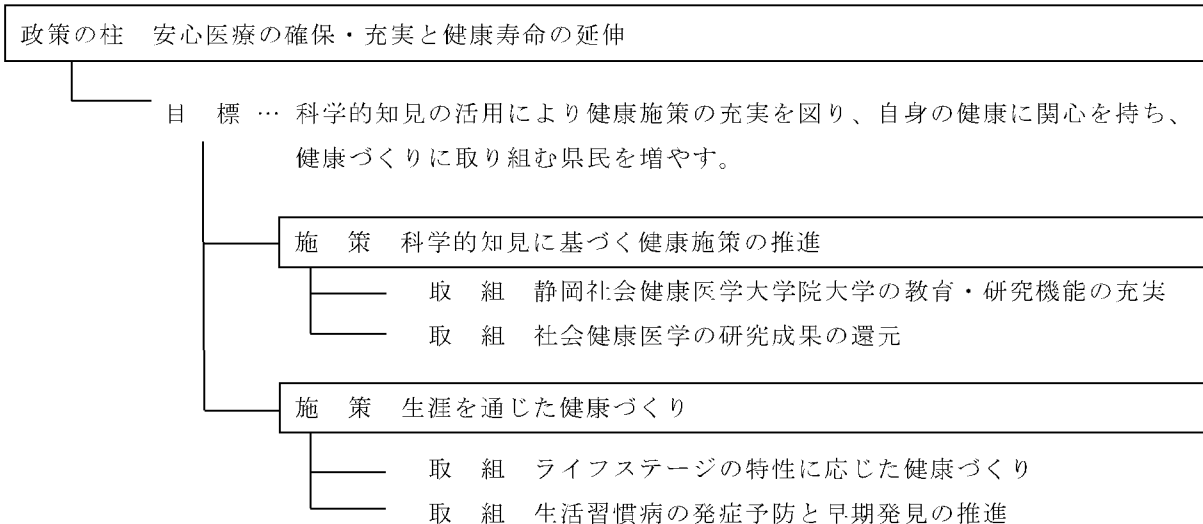 政策の柱　安心医療の確保・充実と健康寿命の延伸
目　標 … 科学的知見の活用により健康施策の充実を図り、自身の健康に関心を持ち、
健康づくりに取り組む県民を増やす。
施　策　科学的知見に基づく健康施策の推進
取　組　静岡社会健康医学大学院大学の教育・研究機能の充実
取　組　社会健康医学の研究成果の還元
施　策　生涯を通じた健康づくり
取　組　ライフステージの特性に応じた健康づくり
取　組　生活習慣病の発症予防と早期発見の推進